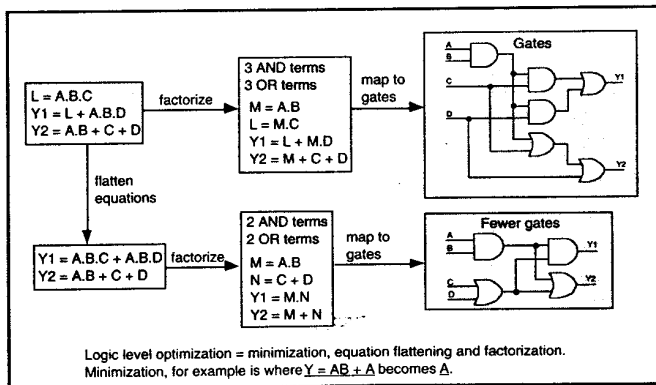 L = A.B.C
Y1 = L + A.B.D
Y2 = A.B + C + D
factorize
3 AND terms
3 OR terms
M = A.B
L = M.C
Y1 = L + M.D
Y2 = M + C + D
map to
gates
Gates
A
B
C
D
Y1
Y2
flatten
equations
Y1 = A.B.C + A.B.D
Y2 = A.B + C + D
factorize
2 AND terms
2 OR terms
M = A.B
N = C + D
Y1 = M.N
Y2 = M + N
map to
gates
Fewer gates
A
B
C
D
Y1
Y2
Logic level optimization = minimization, equation flattening and factorization.
Minimization, for example is where Y = AB + A becomes A.